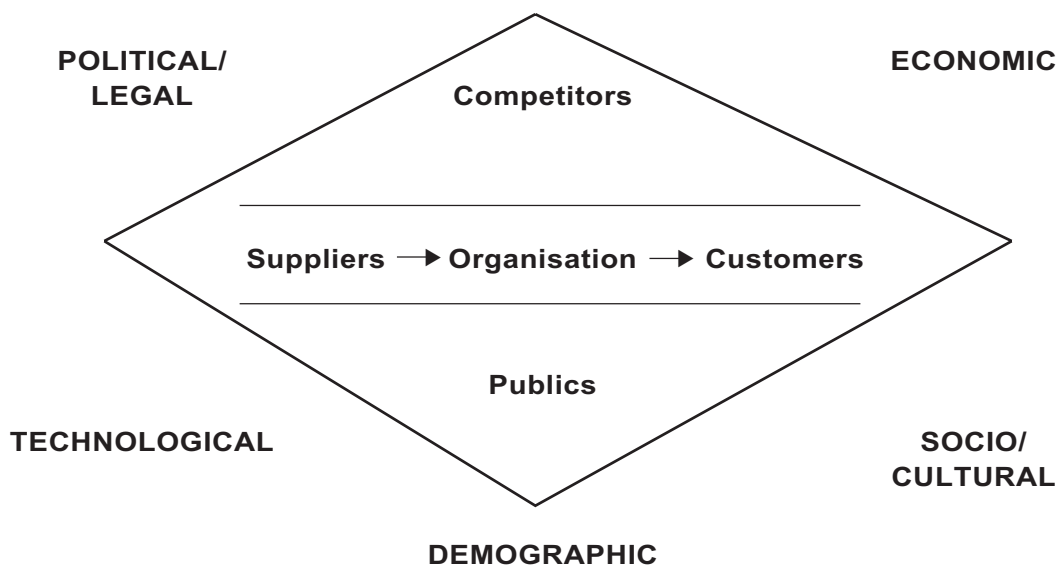 POLITICAL/
LEGAL
ECONOMIC
Competitors
Suppliers → Organisation → Customers
Publics
TECHNOLOGICAL
SOCIO/
CULTURAL
DEMOGRAPHIC